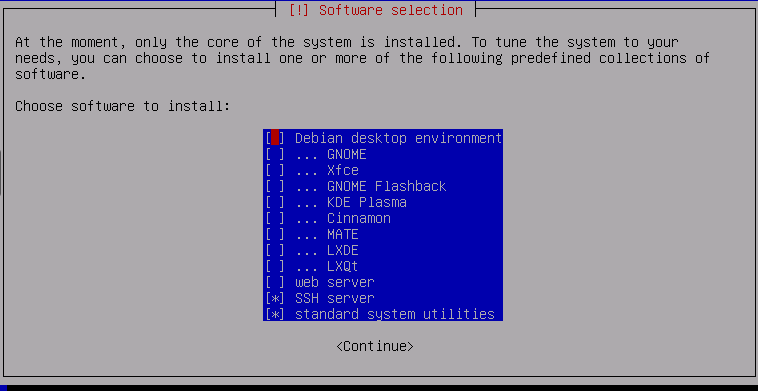 [!] Software selection
At the moment, only the core of the system is installed. To tune the system to your
needs, you can choose to install one or more of the following predefined collections of
software.
Choose software to install:
[ ] Debian desktop environment
[ ] ... GNOME
[ ] ... Xfce
[ ] ... GNOME Flashback
[ ] ... KDE Plasma
[ ] ... Cinnamon
[ ] ... MATE
[ ] ... LXDE
[ ] ... LXQt
[ ] web server
[*] SSH server
[*] standard system utilities
<Continue>